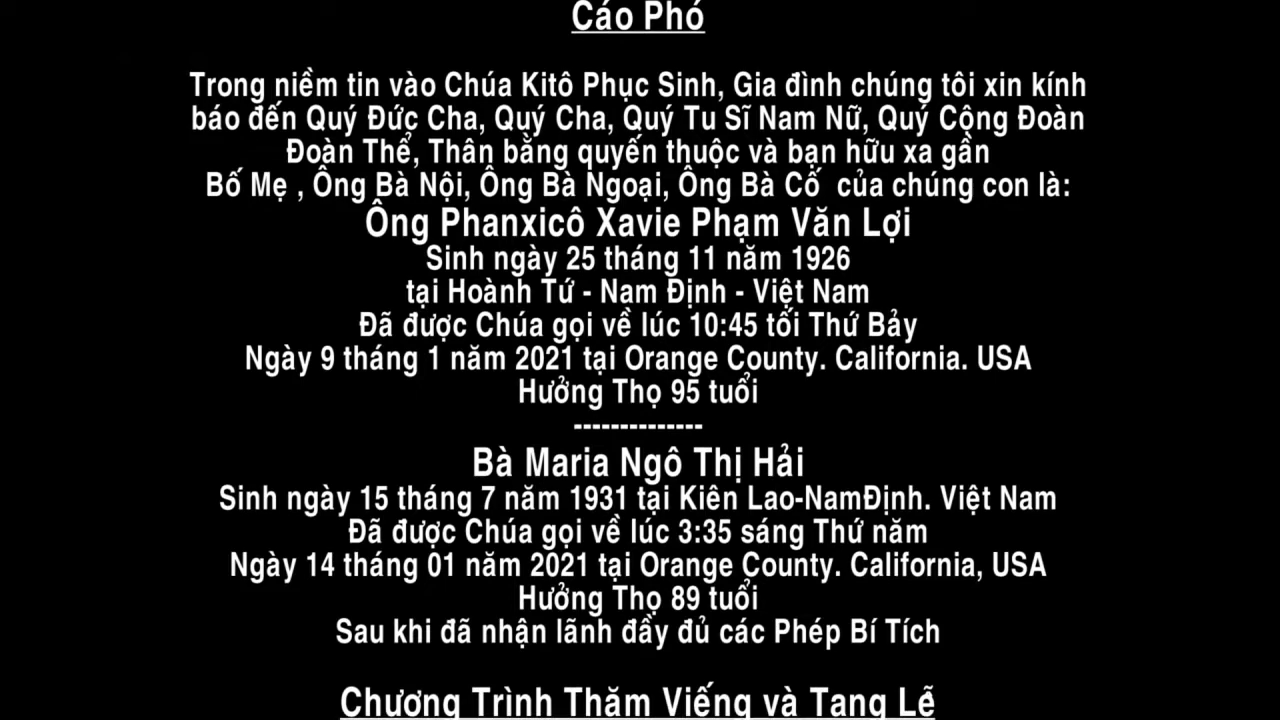 Cáo Phó
Trong niềm tin vào Chúa Kitô Phục Sinh, Gia đình chúng tôi xin kính
báo đến Quý Đức Cha, Quý Cha, Quý Tu Sĩ Nam Nữ, Quý Cộng Đoàn
Đoàn Thể, Thân bằng quyến thuộc và bạn hữu xa gần
Bố Mẹ , Ông Bà Nội, Ông Bà Ngoại, Ông Bà Cố của chúng con là:
Ông Phanxicô Xavie Phạm Văn Lợi
Sinh ngày 25 tháng 11 năm 1926
tại Hoành Tứ - Nam Định - Việt Nam
Đã được Chúa gọi về lúc 10:45 tối Thứ Bảy
Ngày 9 tháng 1 năm 2021 tại Orange County. California. USA
Hưởng Thọ 95 tuổi
--------------
Bà Maria Ngô Thị Hải
Sinh ngày 15 tháng 7 năm 1931 tại Kiên Lao-NamĐịnh. Việt Nam
Đã được Chúa gọi về lúc 3:35 sáng Thứ năm
Ngày 14 tháng 01 năm 2021 tại Orange County. California, USA
Hưởng Thọ 89 tuổi
Sau khi đã nhận lãnh đầy đủ các Phép Bí Tích
Chương Trình Thăm Viếng và Tang Lễ